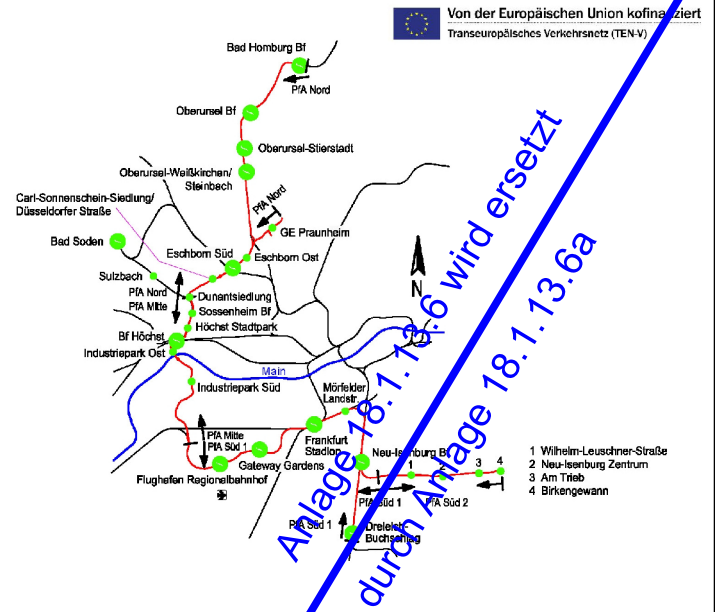 Von der Europäischen Union kofinanziert
Transeuropäisches Verkehrsnetz (TEN-V)
Bad Homburg Bf
PfA Nord
Oberursel Bf
Oberursel-Stierstadt
Oberursel-Weißkirchen/
Steinbach
Carl-Sonnenschein-Siedlung/
Düsseldorfer Straße
PfA Nord
GE Praunheim
Bad Soden
Eschborn Süd
Eschborn Ost
Sulzbach
PfA Nord
PfA Mitte
Dunantsiedlung
Sossenheim Bf
Höchst Stadtpark
Bf Höchst
Industriepark Ost
N
Main
Industriepark Süd
Mörfelder
Landstr.
PfA Mitte
PfA Süd 1
Frankfurt
Stadion
Gateway Gardens
Flughafen Regionalbahnhof
Neu-Isenburg Bf
1
2
3
4
PfA Süd 1
PfA Süd 2
1 Wilhelm-Leuschner-Straße
2 Neu-Isenburg Zentrum
3 Am Trieb
4 Birkengewann
PfA Süd 1
Dreieich-
Buchschlag
Anlage 18.1.13.6 wird ersetzt
durch Anlage 18.1.13.6a